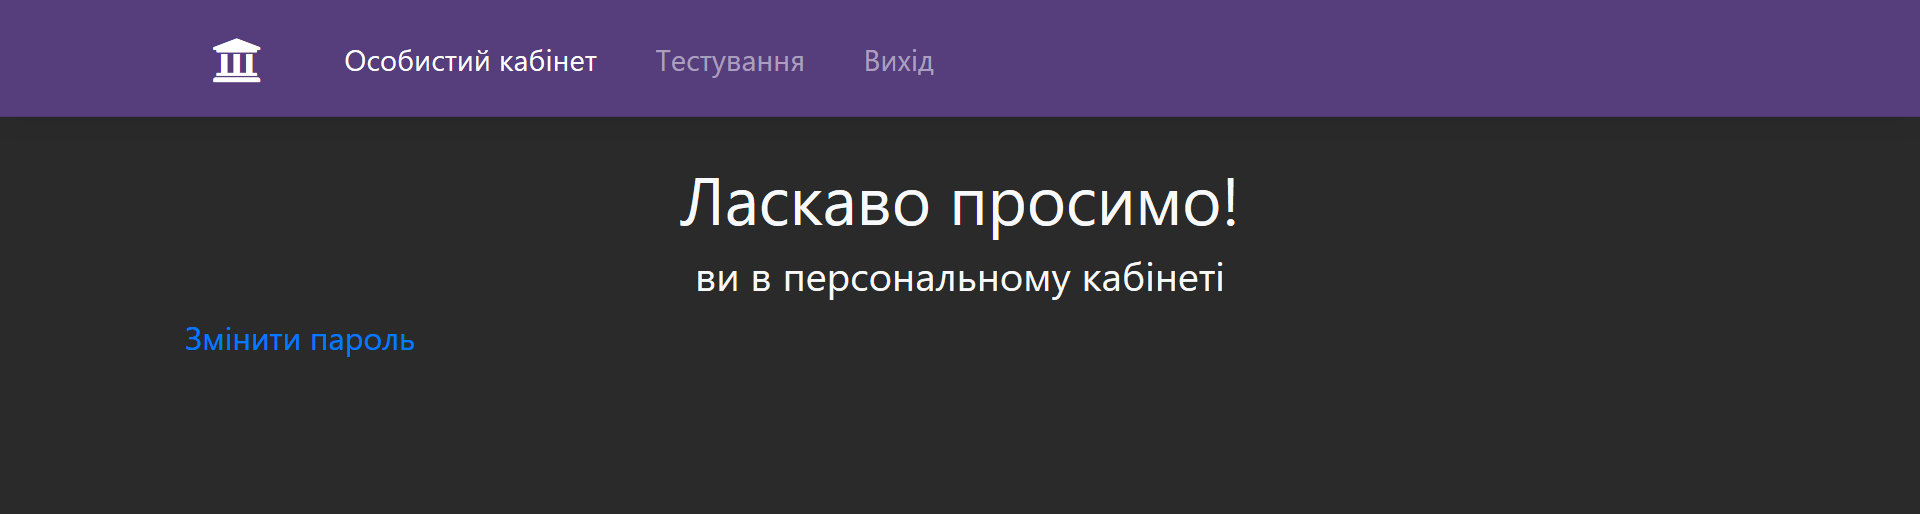 Особистий кабінет Тестування Вихід
Ласкаво просимо!
ви в персональному кабінеті
Змінити пароль